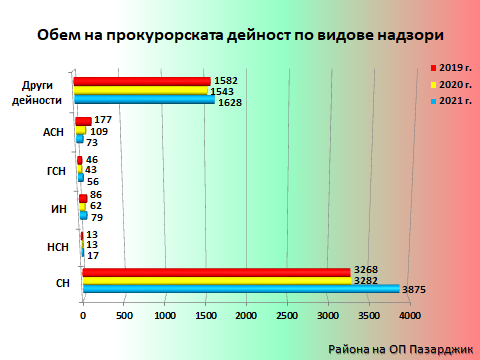 Обем на прокурорската дейност по видове надзори
2019 г.
2020 г.
2021 г.
Други
дейности
1582
1543
1628
АСН
177
109
73
ГСН
46
43
56
ИН
86
62
79
НСН
13
13
17
СН
3268
3282
3875
0 500 1000 1500 2000 2500 3000 3500 4000
Района на ОП Пазарджик